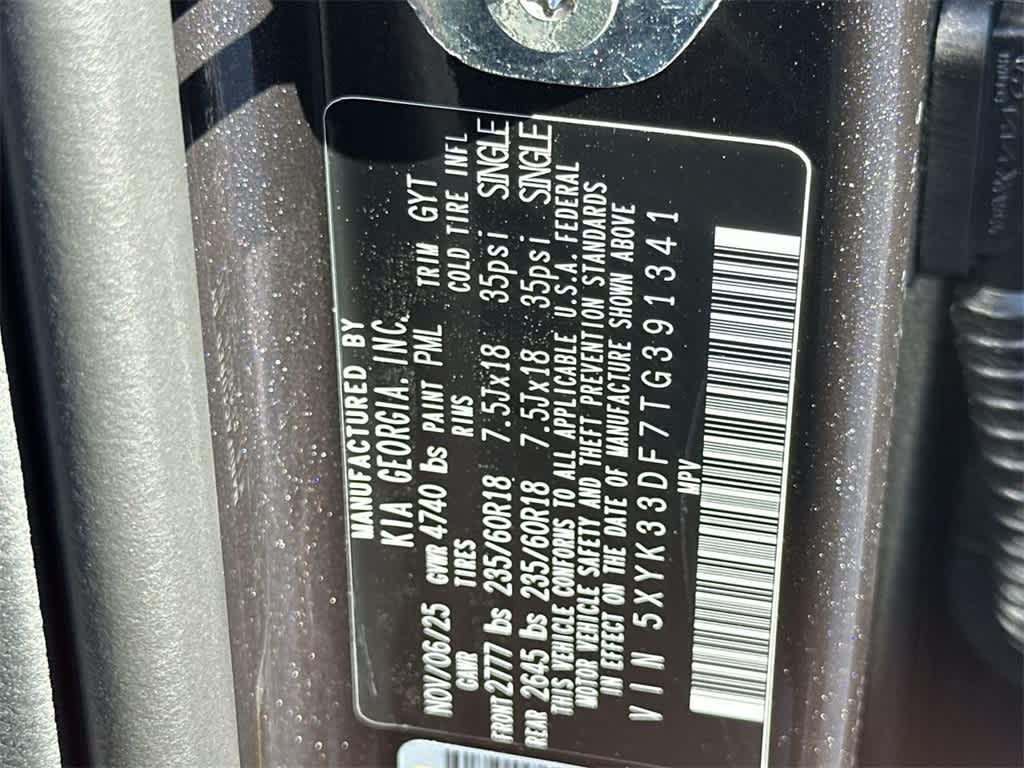 MANUFACTURED BY
KIA GEORGIA. INC.
NOV/06/25 GVWR 4740 lbs PAINT PML TRIM GYT
GAWR TIRES RIMS COLD TIRE INFL
FRONT 2777 lbs 235/60R18 7.5Jx18 35psi SINGLE
REAR 2645 lbs 235/60R18 7.5Jx18 35psi SINGLE
THIS VEHICLE CONFORMS TO ALL APPLICABLE U.S.A. FEDERAL
MOTOR VEHICLE SAFETY AND THEFT PREVENTION STANDARDS
IN EFFECT ON THE DATE OF MANUFACTURE SHOWN ABOVE
VIN 5XYK33DF7TG391341
MPV